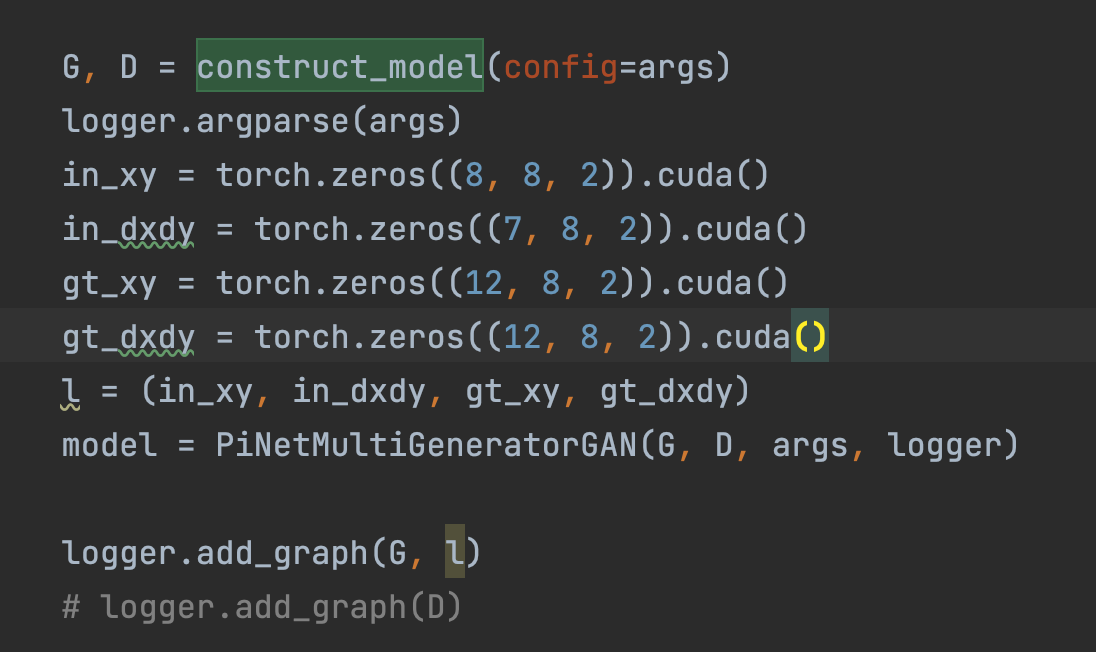 G, D = construct_model(config=args)
logger.argparse(args)
in_xy = torch.zeros((8, 8, 2)).cuda()
in_dxdy = torch.zeros((7, 8, 2)).cuda()
gt_xy = torch.zeros((12, 8, 2)).cuda()
gt_dxdy = torch.zeros((12, 8, 2)).cuda()
l = (in_xy, in_dxdy, gt_xy, gt_dxdy)
model = PiNetMultiGeneratorGAN(G, D, args, logger)
logger.add_graph(G, l)
# logger.add_graph(D)